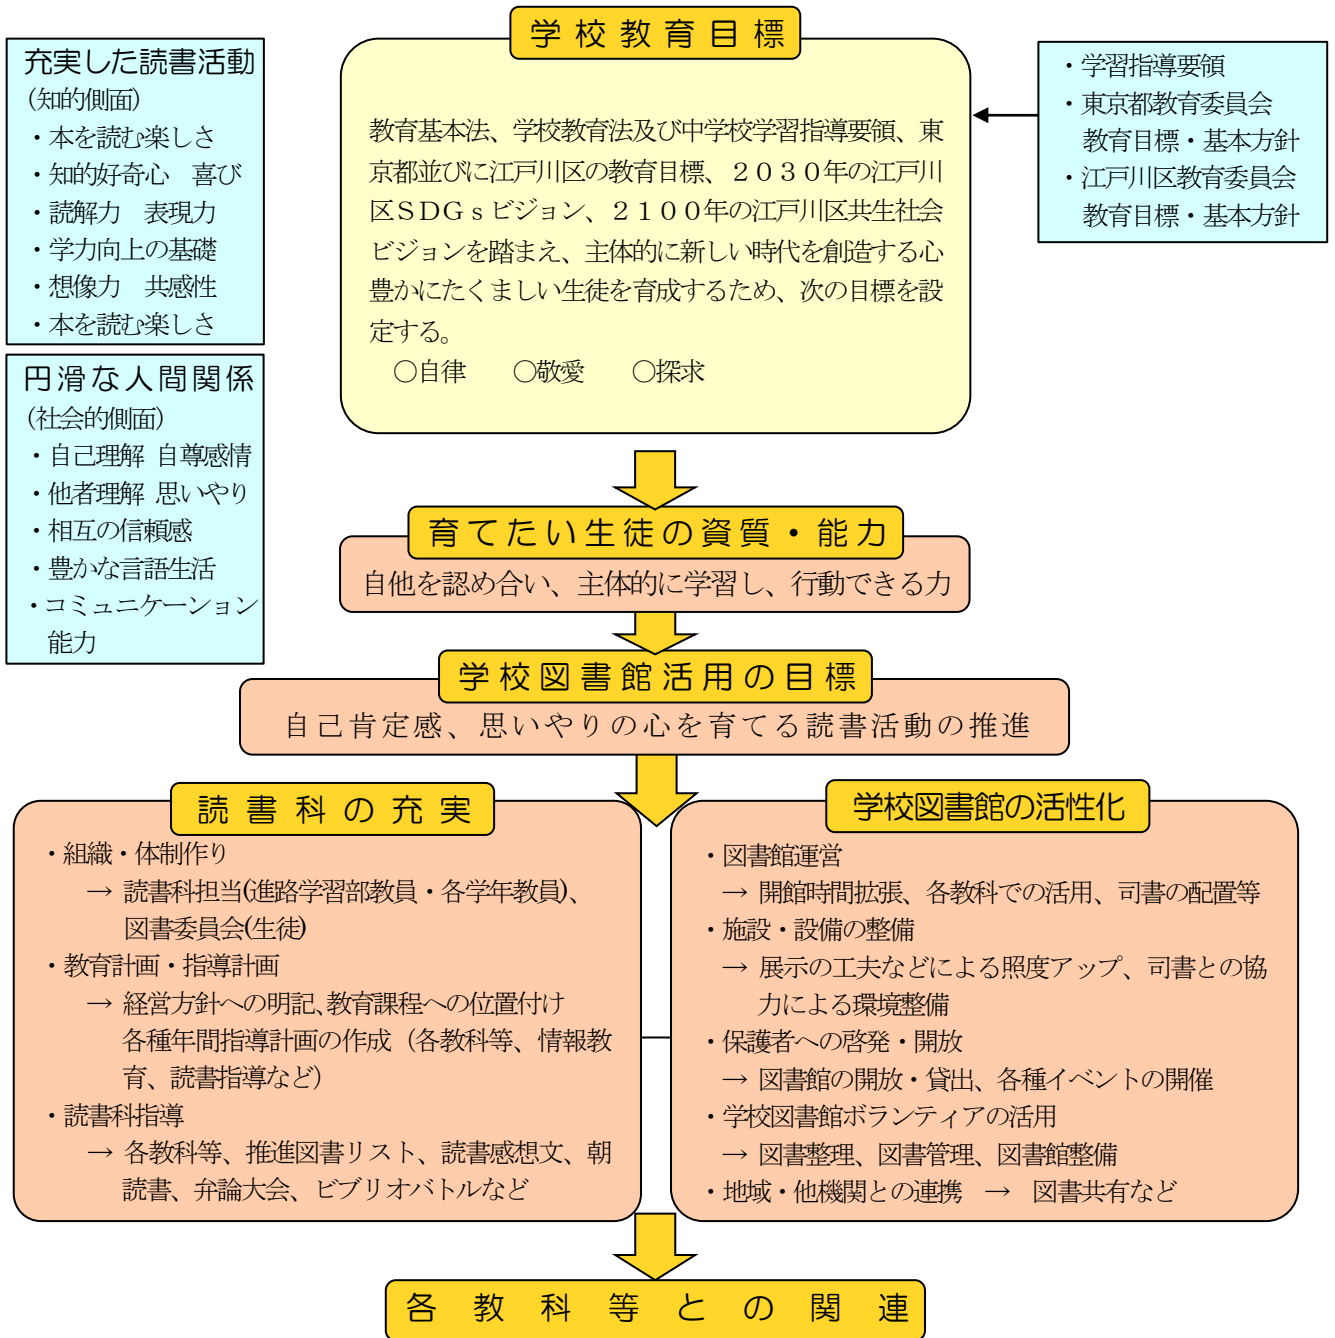 学校教育目標
教育基本法、学校教育法及び中学校学習指導要領、東
京都並びに江戸川区の教育目標、２０３０年の江戸川
区ＳＤＧｓビジョン、２１００年の江戸川区共生社会
ビジョンを踏まえ、主体的に新しい時代を創造する心
豊かにたくましい生徒を育成するため、次の目標を設
定する。
○自律　　○敬愛　　○探求
充実した読書活動
(知的側面)
・本を読む楽しさ
・知的好奇心　喜び
・読解力　表現力
・学力向上の基礎
・想像力　共感性
・本を読む楽しさ
円滑な人間関係
(社会的側面)
・自己理解 自尊感情
・他者理解 思いやり
・相互の信頼感
・豊かな言語生活
・コミュニケーション
能力
・学習指導要領
・東京都教育委員会
教育目標・基本方針
・江戸川区教育委員会
教育目標・基本方針
育てたい生徒の資質・能力
自他を認め合い、主体的に学習し、行動できる力
学校図書館活用の目標
自己肯定感、思いやりの心を育てる読書活動の推進
読書科の充実
・組織・体制作り
→ 読書科担当(進路学習部教員・各学年教員)、
図書委員会(生徒)
・教育計画・指導計画
→ 経営方針への明記、教育課程への位置付け
各種年間指導計画の作成（各教科等、情報教
育、読書指導など）
・読書科指導
→ 各教科等、推進図書リスト、読書感想文、朝
読書、弁論大会、ビブリオバトルなど
学校図書館の活性化
・図書館運営
→ 開館時間拡張、各教科での活用、司書の配置等
・施設・設備の整備
→ 展示の工夫などによる照度アップ、司書との協
力による環境整備
・保護者への啓発・開放
→ 図書館の開放・貸出、各種イベントの開催
・学校図書館ボランティアの活用
→ 図書整理、図書管理、図書館整備
・地域・他機関との連携　→　図書共有など
各教科等との関連